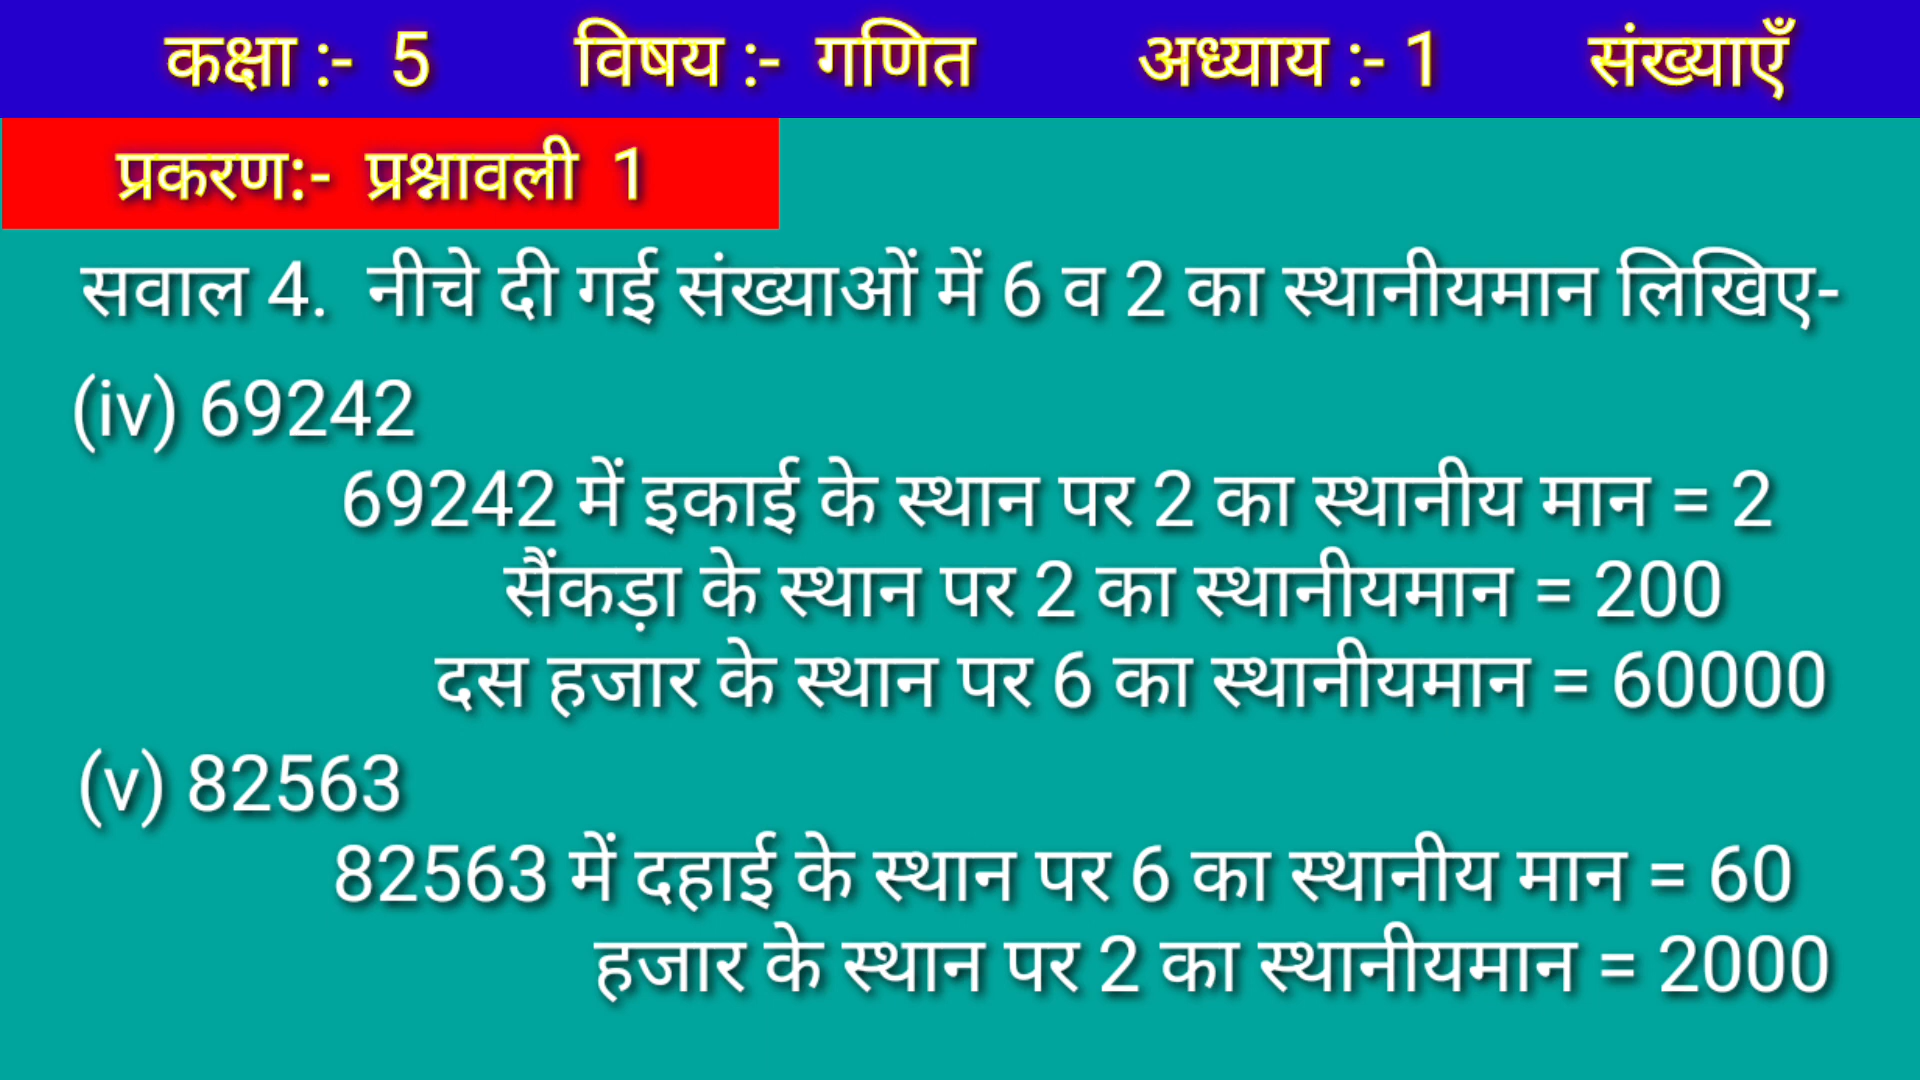 कक्षा :- 5 विषय :- गणित अध्याय :- 1 संख्याएँ
प्रकरण:- प्रश्नावली 1
सवाल 4. नीचे दी गई संख्याओं में 6 व 2 का स्थानीयमान लिखिए-
(iv) 69242
69242 में इकाई के स्थान पर 2 का स्थानीय मान = 2
सैंकड़ा के स्थान पर 2 का स्थानीयमान = 200
दस हजार के स्थान पर 6 का स्थानीयमान = 60000
(v) 82563
82563 में दहाई के स्थान पर 6 का स्थानीय मान = 60
हजार के स्थान पर 2 का स्थानीयमान = 2000